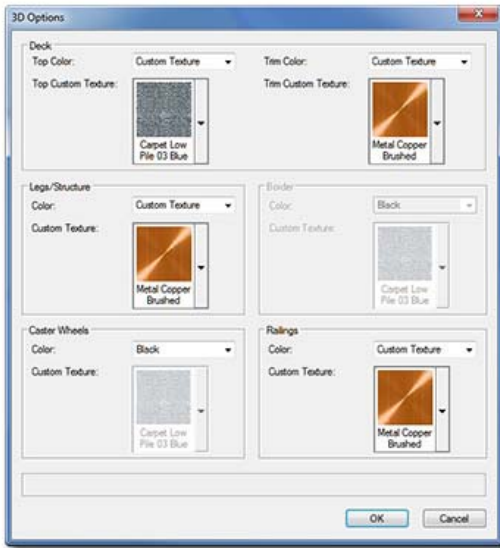 3D Options
Deck
Top Color: Custom Texture Trim Color: Custom Texture
Top Custom Texture: Trim Custom Texture:
Carpet Low Metal Copper
Pile 03 Blue Brushed
Legs/Structure Border
Color: Custom Texture Color: Black
Custom Texture: Custom Texture:
Metal Copper Carpet Low
Brushed Pile 03 Blue
Caster Wheels Railings
Color: Black Color: Custom Texture
Custom Texture: Custom Texture:
Carpet Low Metal Copper
Pile 03 Blue Brushed
OK Cancel